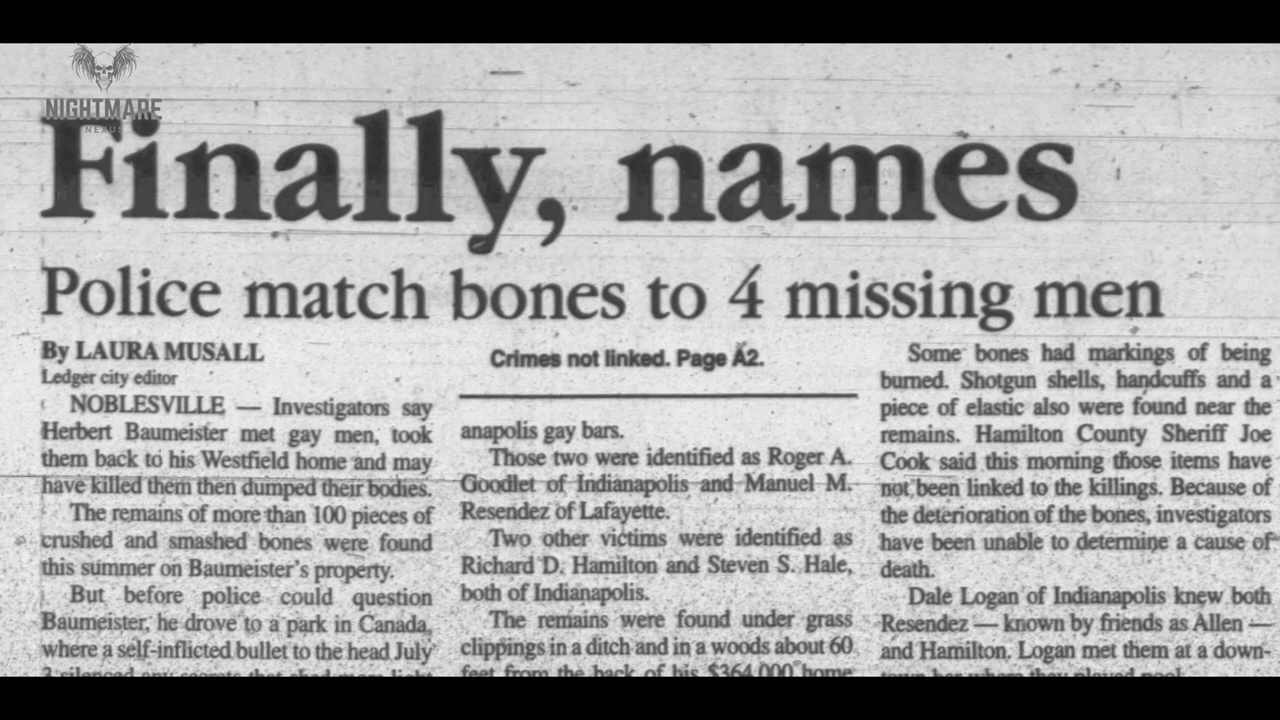 NIGHTMARE
NEXUS
Finally, names
Police match bones to 4 missing men
By LAURA MUSALL
Ledger city editor
NOBLESVILLE — Investigators say
Herbert Baumeister met gay men, took
them back to his Westfield home and may
have killed them then dumped their bodies.
The remains of more than 100 pieces of
crushed and smashed bones were found
this summer on Baumeister's property.
But before police could question
Baumeister, he drove to a park in Canada,
where a self-inflicted bullet to the head July
3 silenced any secrets that shed more light
Crimes not linked. Page A2.
anapolis gay bars.
Those two were identified as Roger A.
Goodlet of Indianapolis and Manuel M.
Resendez of Lafayette.
Two other victims were identified as
Richard D. Hamilton and Steven S. Hale,
both of Indianapolis.
The remains were found under grass
clippings in a ditch and in a woods about 60
feet from the back of his $364,000 home
Some bones had markings of being
burned. Shotgun shells, handcuffs and a
piece of elastic also were found near the
remains. Hamilton County Sheriff Joe
Cook said this morning those items have
not been linked to the killings. Because of
the deterioration of the bones, investigators
have been unable to determine a cause of
death.
Dale Logan of Indianapolis knew both
Resendez — known by friends as Allen —
and Hamilton. Logan met them at a down-
town bar where they played pool.